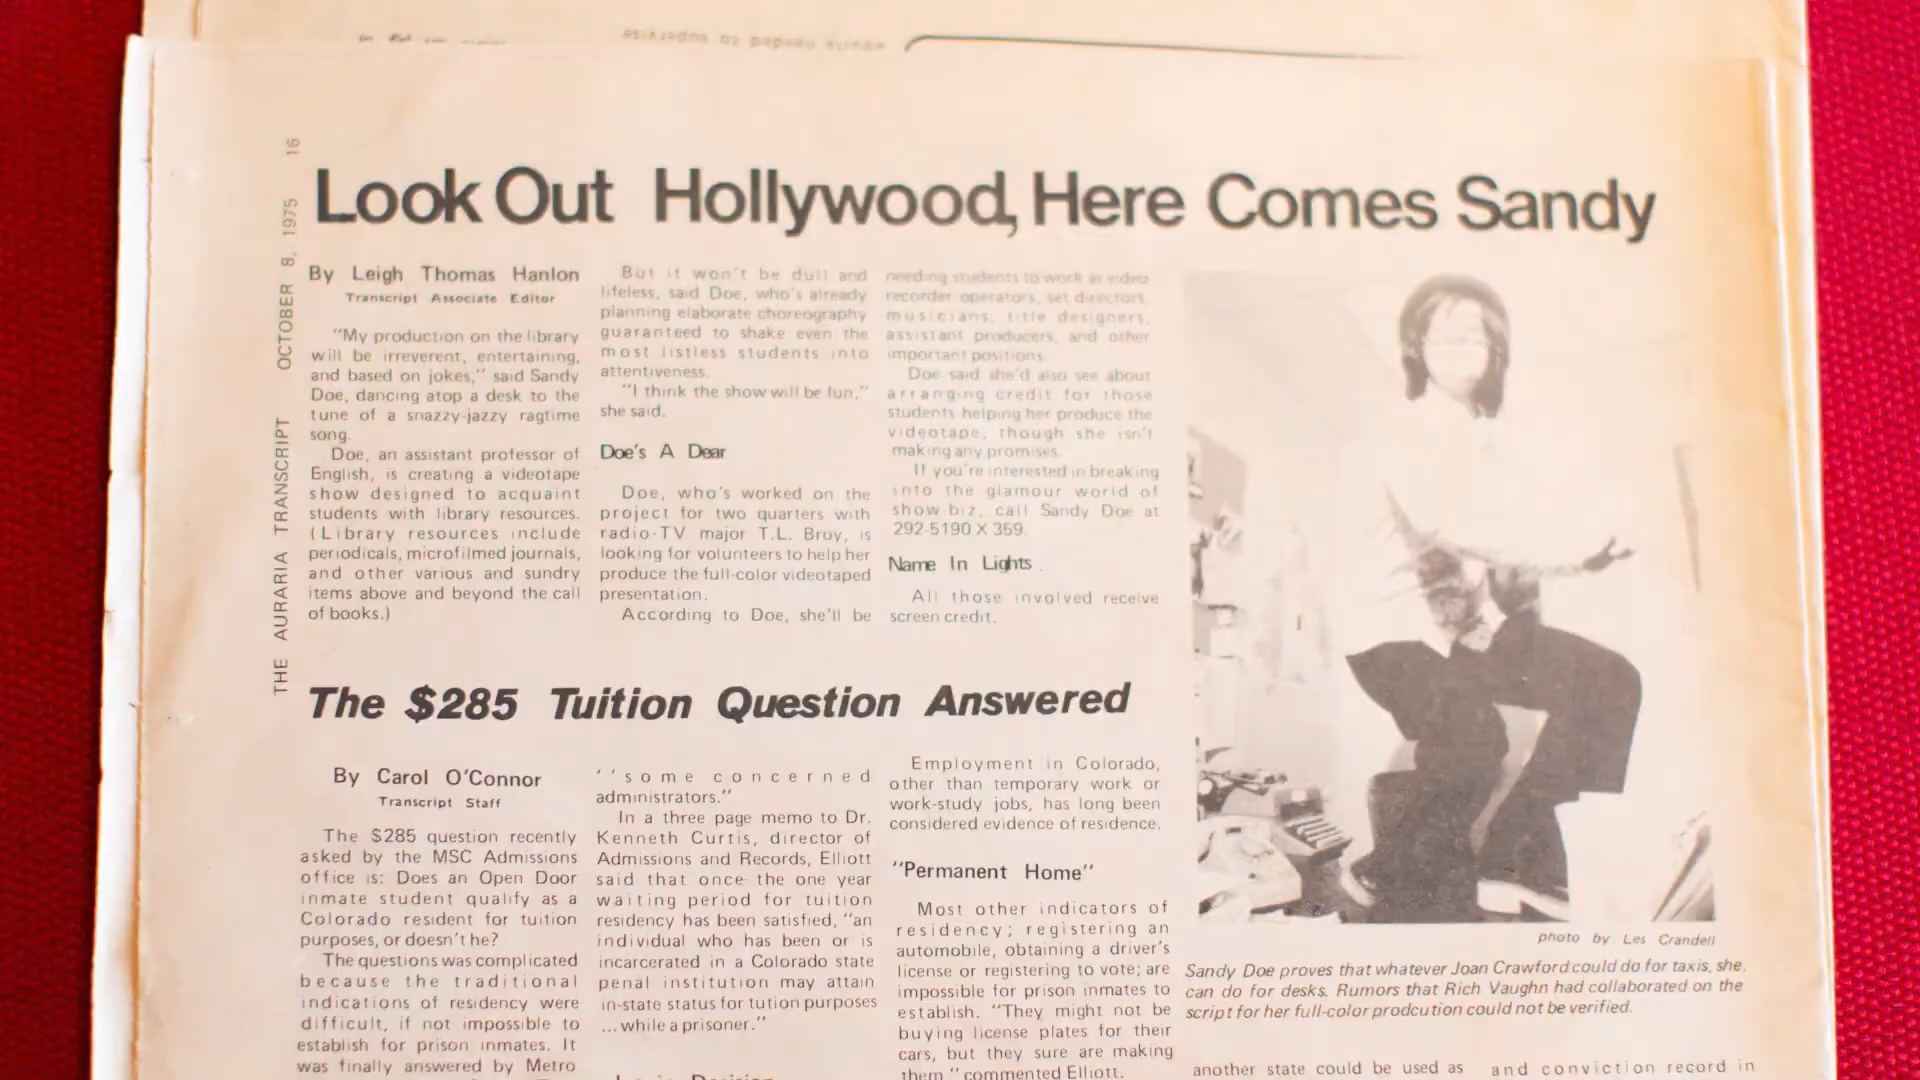 THE AURARIA TRANSCRIPT OCTOBER 8, 1975 16
Look Out Hollywood, Here Comes Sandy
By Leigh Thomas Hanlon
Transcript Associate Editor
"My production on the library
will be irreverent, entertaining,
and based on jokes," said Sandy
Doe, dancing atop a desk to the
tune of a snazzy-jazzy ragtime
song.
Doe, an assistant professor of
English, is creating a videotape
show designed to acquaint
students with library resources.
(Library resources include
periodicals, microfilmed journals,
and other various and sundry
items above and beyond the call
of books.)
But it won't be dull and
lifeless, said Doe, who's already
planning elaborate choreography
guaranteed to shake even the
most listless students into
attentiveness.
"I think the show will be fun,"
she said.
Doe's A Dear
Doe, who's worked on the
project for two quarters with
radio-TV major T.L. Broy, is
looking for volunteers to help her
produce the full-color videotaped
presentation.
According to Doe, she'll be
needing students to work as video
recorder operators, set directors,
musicians, title designers,
assistant producers, and other
important positions.
Doe said she'd also see about
arranging credit for those
students helping her produce the
videotape, though she isn't
making any promises.
If you're interested in breaking
into the glamour world of
show biz, call Sandy Doe at
292-5190 X 359.
Name In Lights
All those involved receive
screen credit.
photo by Les Crandell
Sandy Doe proves that whatever Joan Crawford could do for taxis, she
can do for desks. Rumors that Rich Vaughn had collaborated on the
script for her full-color prodcution could not be verified.
The $285 Tuition Question Answered
By Carol O'Connor
Transcript Staff
The $285 question recently
asked by the MSC Admissions
office is: Does an Open Door
inmate student qualify as a
Colorado resident for tuition
purposes, or doesn't he?
The questions was complicated
because the traditional
indications of residency were
difficult, if not impossible to
establish for prison inmates. It
was finally answered by Metro
''some concerned
administrators."
In a three page memo to Dr.
Kenneth Curtis, director of
Admissions and Records, Elliott
said that once the one year
waiting period for tuition
residency has been satisfied, "an
individual who has been or is
incarcerated in a Colorado state
penal institution may attain
in-state status for tution purposes
...while a prisoner."
Employment in Colorado,
other than temporary work or
work-study jobs, has long been
considered evidence of residence.
"Permanent Home"
Most other indicators of
residency; registering an
automobile, obtaining a driver's
license or registering to vote; are
impossible for prison inmates to
establish. "They might not be
buying license plates for their
cars, but they sure are making
them" commented Elliott.
another state could be used as
and conviction record in